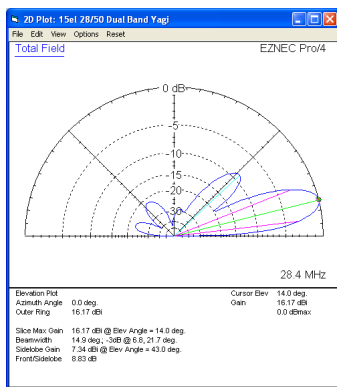 2D Plot: 15el 28/50 Dual Band Yagi
File Edit View Options Reset
Total Field EZNEC Pro/4
0 dB
-5
-10
-15
-20
-30
28.4 MHz
Elevation Plot Cursor Elev 14.0 deg.
Azimuth Angle 0.0 deg. Gain 16.17 dBi
Outer Ring 16.17 dBi 0.0 dBmax
Slice Max Gain 16.17 dBi @ Elev Angle = 14.0 deg.
Beamwidth 14.9 deg.; -3dB @ 6.8, 21.7 deg.
Sidelobe Gain 7.34 dBi @ Elev Angle = 43.0 deg.
Front/Sidelobe 8.83 dB